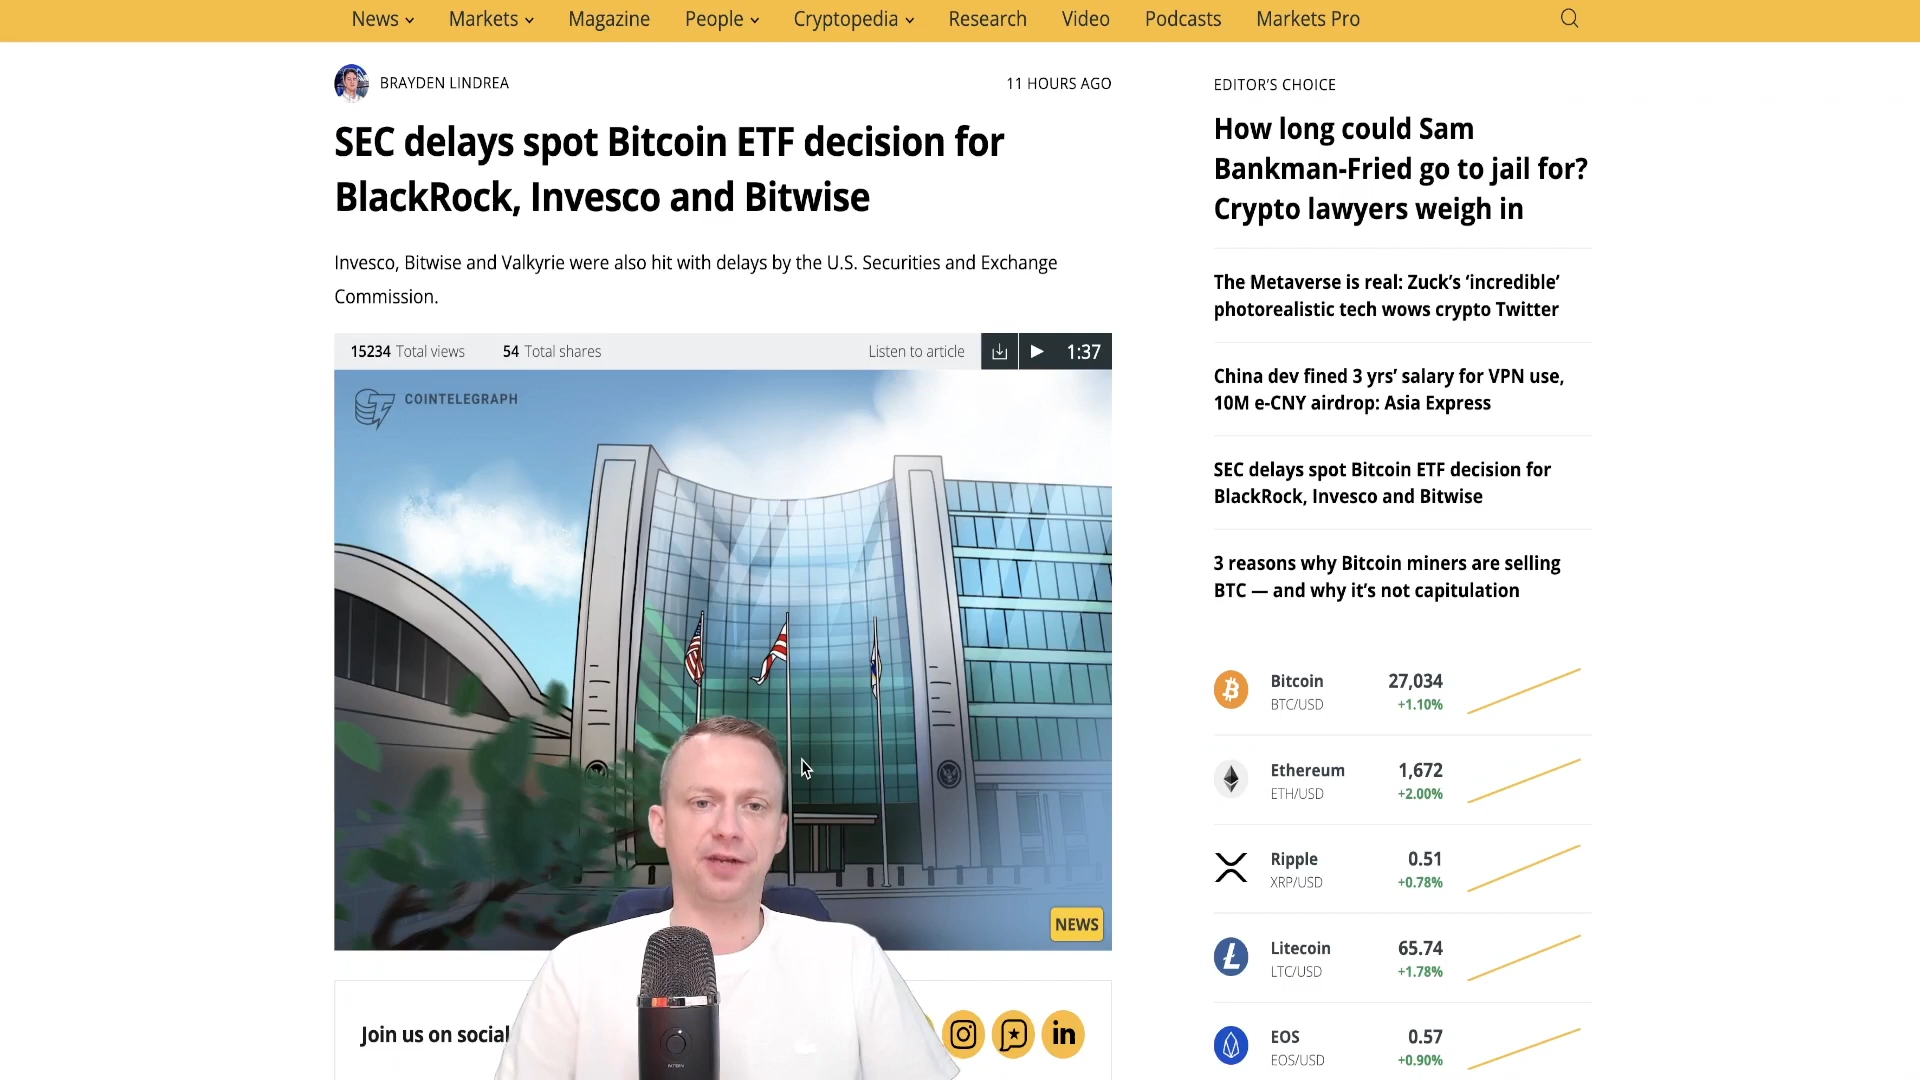 News
Markets
Magazine
People
Cryptopedia
Research
Video
Podcasts
Markets Pro
BRAYDEN LINDREA
11 HOURS AGO
SEC delays spot Bitcoin ETF decision for
BlackRock, Invesco and Bitwise
Invesco, Bitwise and Valkyrie were also hit with delays by the U.S. Securities and Exchange
Commission.
15234 Total views
54 Total shares
Listen to article
1:37
COINTELEGRAPH
NEWS
Join us on social
in
EDITOR'S CHOICE
How long could Sam
Bankman-Fried go to jail for?
Crypto lawyers weigh in
The Metaverse is real: Zuck's ‘incredible’
photorealistic tech wows crypto Twitter
China dev fined 3 yrs’ salary for VPN use,
10M e-CNY airdrop: Asia Express
SEC delays spot Bitcoin ETF decision for
BlackRock, Invesco and Bitwise
3 reasons why Bitcoin miners are selling
BTC — and why it’s not capitulation
Bitcoin 27,034
BTC/USD +1.10%
Ethereum 1,672
ETH/USD +2.00%
Ripple 0.51
XRP/USD +0.78%
Litecoin 65.74
LTC/USD +1.78%
EOS 0.57
EOS/USD +0.90%